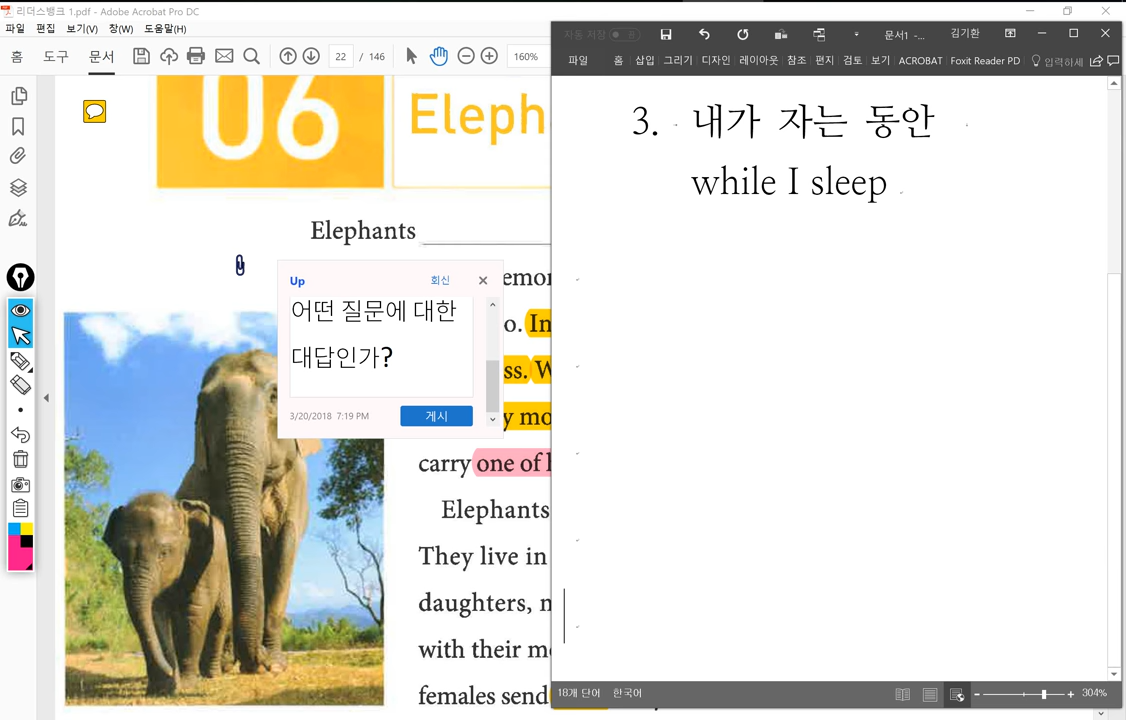 리더스뱅크 1.pdf - Adobe Acrobat Pro DC
파일 편집 보기(V) 창(W) 도움말(H)
홈 도구 문서 22 / 146 160%
06
Eleph
Elephants
emor
o. In
ss. W
y mo
carry one of h
Elephants
They live in
daughters, m
with their mo
females send
Up 회신
어떤 질문에 대한
대답인가?
3/20/2018 7:19 PM 게시
자동 저장 문서1 -... 김기환
파일 홈 삽입 그리기 디자인 레이아웃 참조 편지 검토 보기 ACROBAT Foxit Reader PD 입력하세
3. 내가 자는 동안
while I sleep
18개 단어 한국어 304%